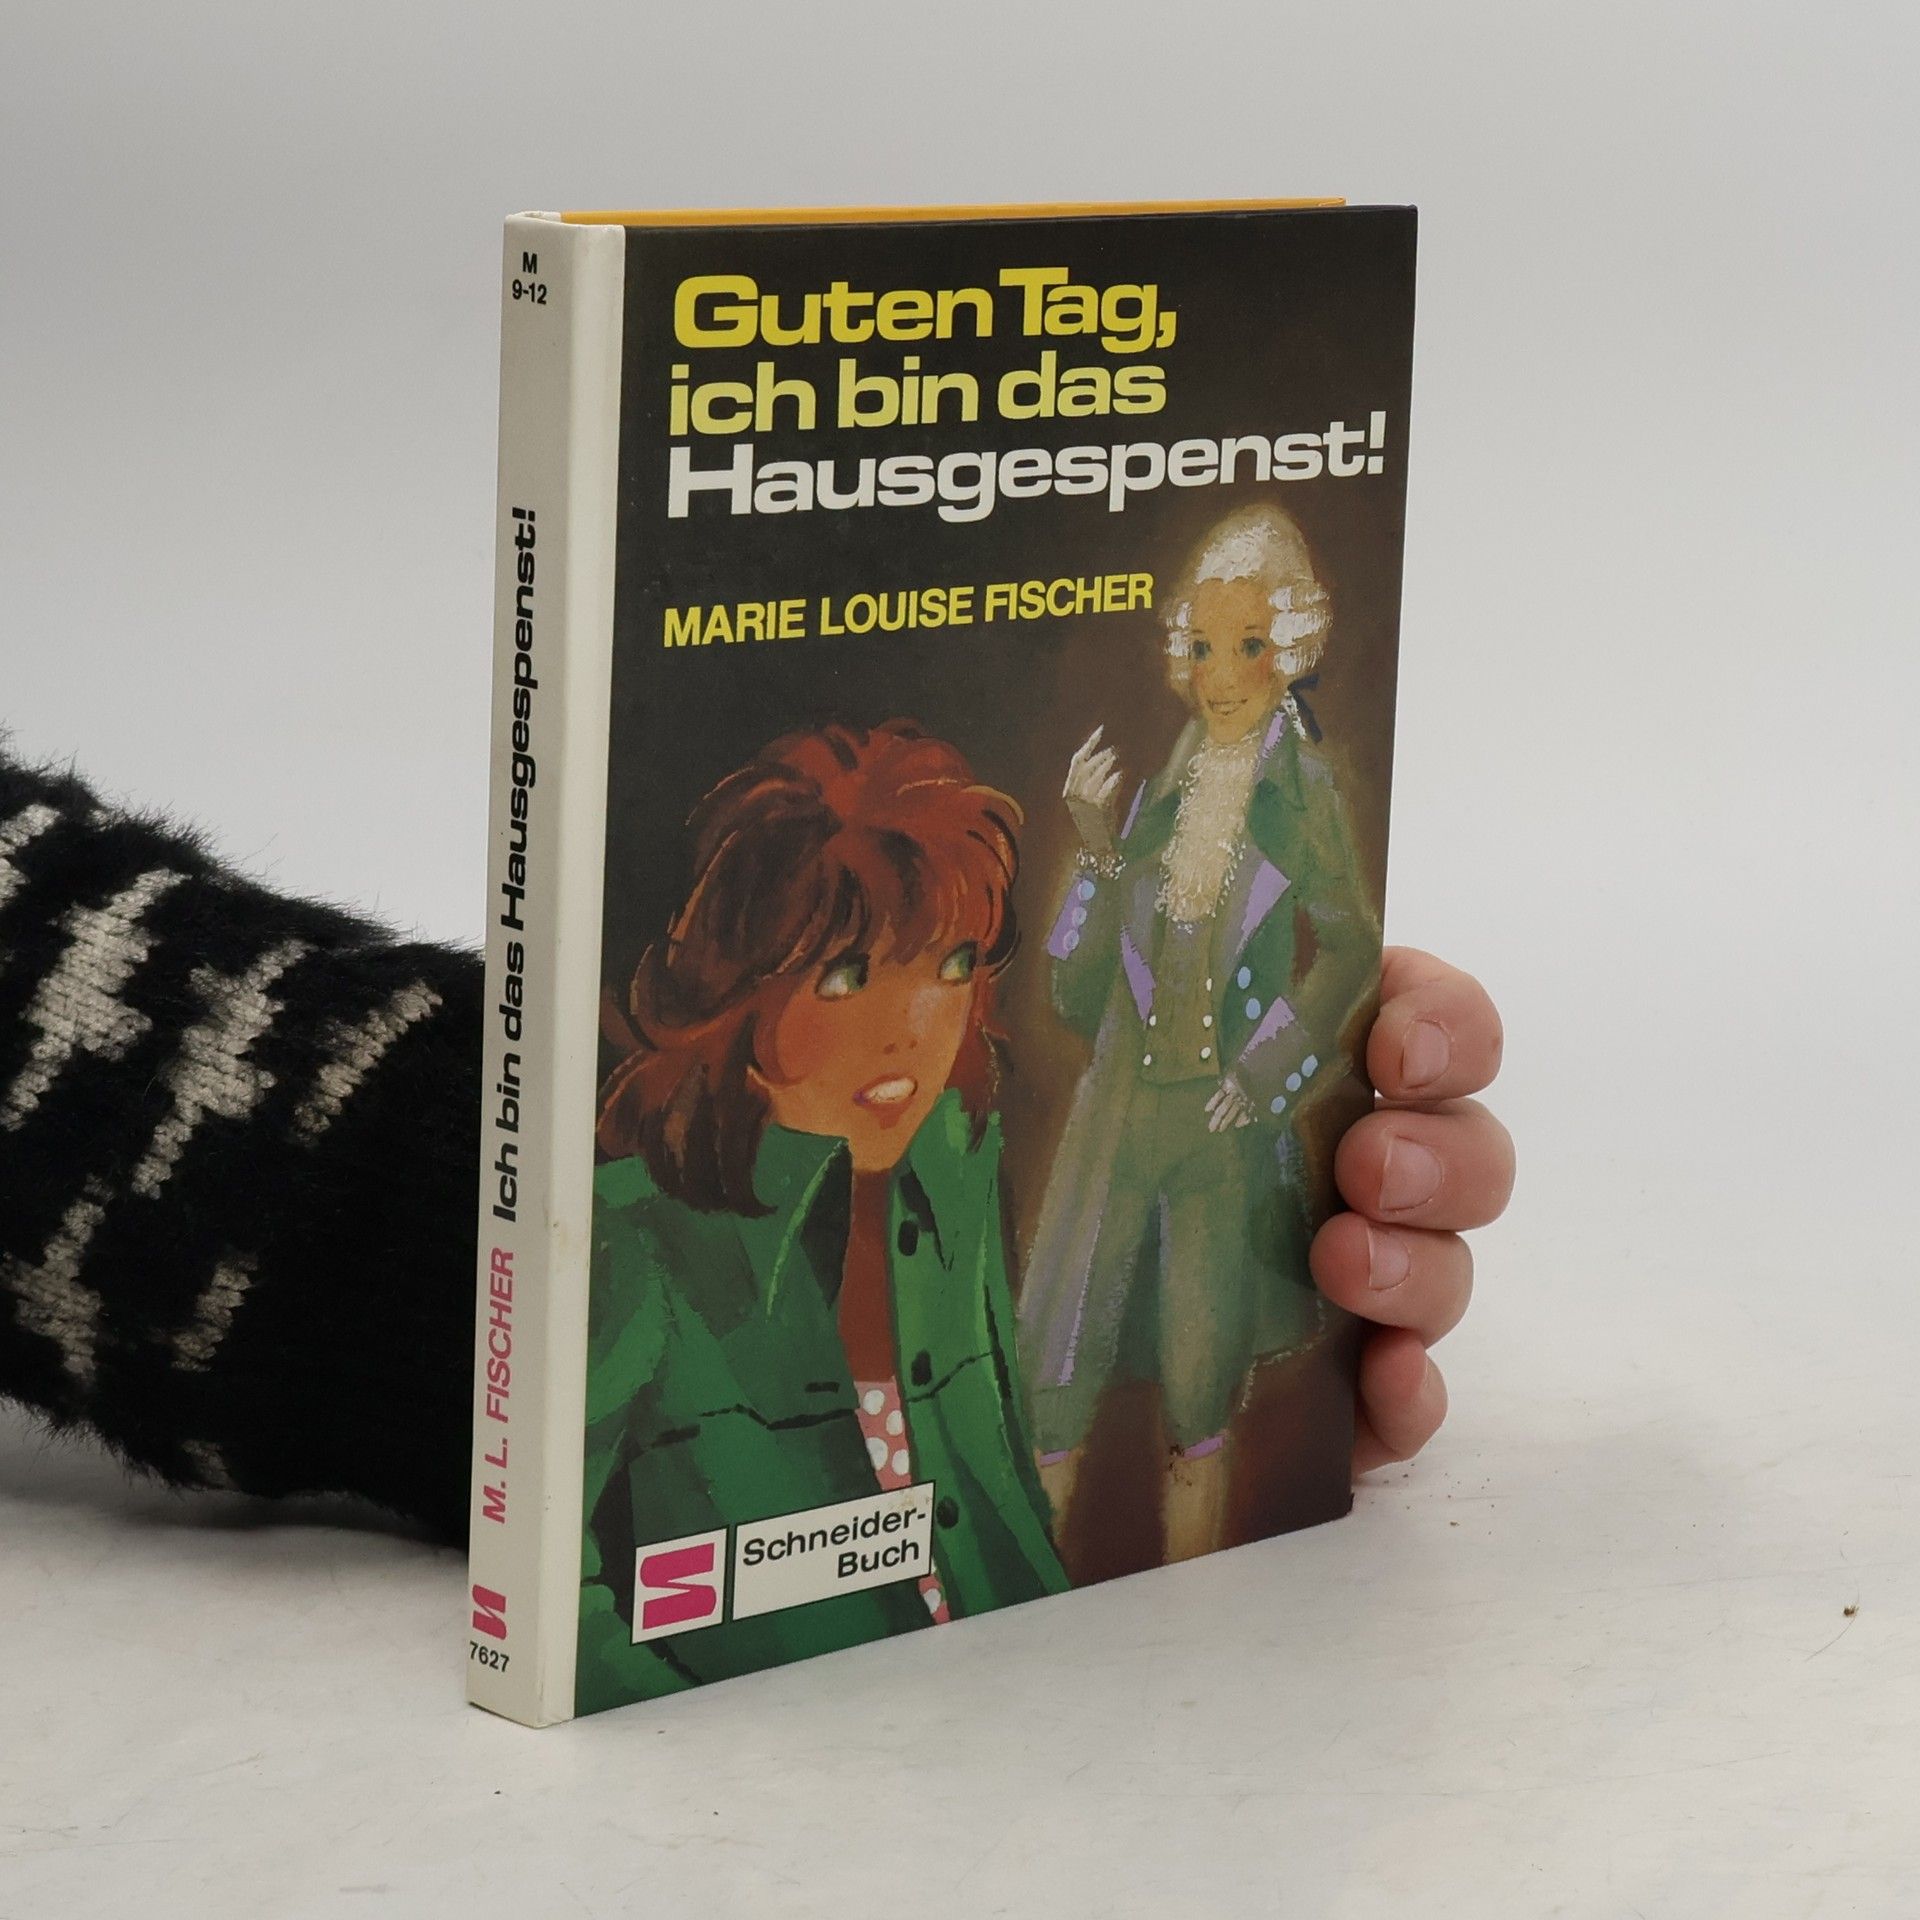 M
9-12
M. L. FISCHER Ich bin das Hausgespenst!
7627
Guten Tag,
ich bin das
Hausgespenst!
MARIE LOUISE FISCHER
Schneider-
Buch